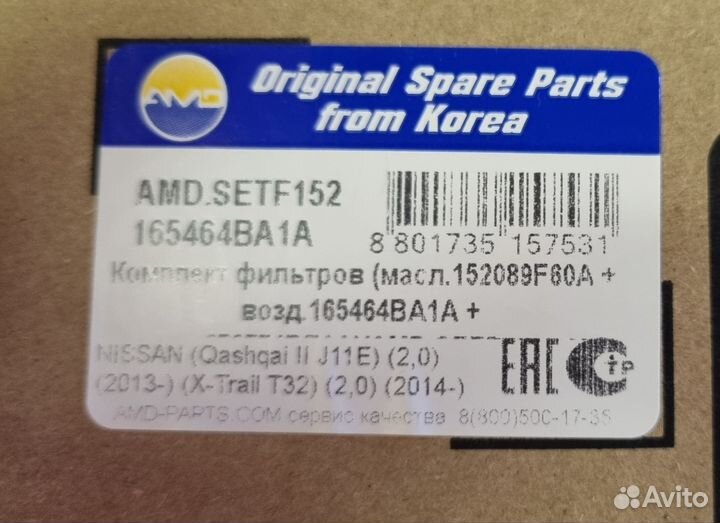 AMD
Original Spare Parts
from Korea
AMD.SETF152
165464BA1A
8 801735 157531
Комплект фильтров (масл.152089F60A +
возд.165464BA1A +
NISSAN (Qashqai II J11E) (2,0)
(2013-) (X-Trail T32) (2,0) (2014-)
EAC
C тр
AMD-PARTS.COM сервис качества 8(800)500-17-35
Avito